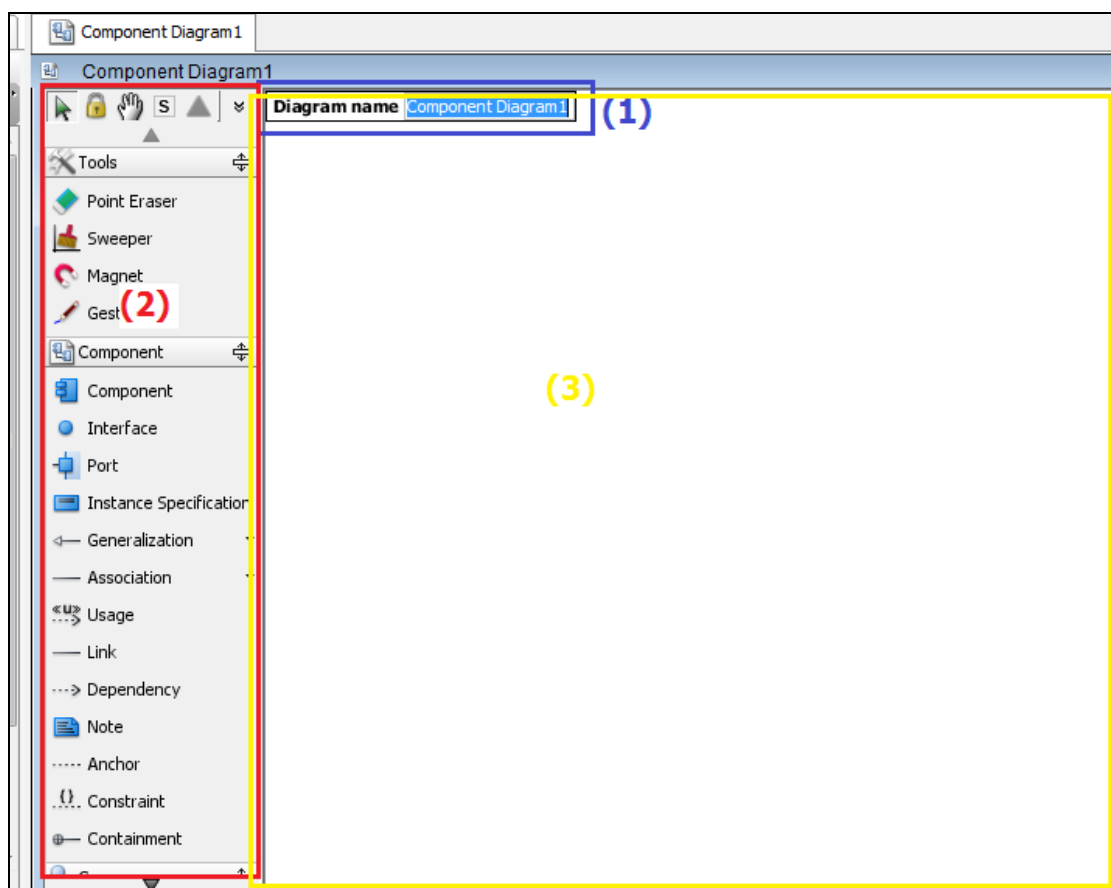 Component Diagram1
Component Diagram1
S
Diagram name Component Diagram1
(1)
Tools
Point Eraser
Sweeper
Magnet
Gest
(2)
Component
Component
(3)
Interface
Port
Instance Specification
Generalization
Association
«U» Usage
Link
Dependency
Note
Anchor
{} Constraint
Containment